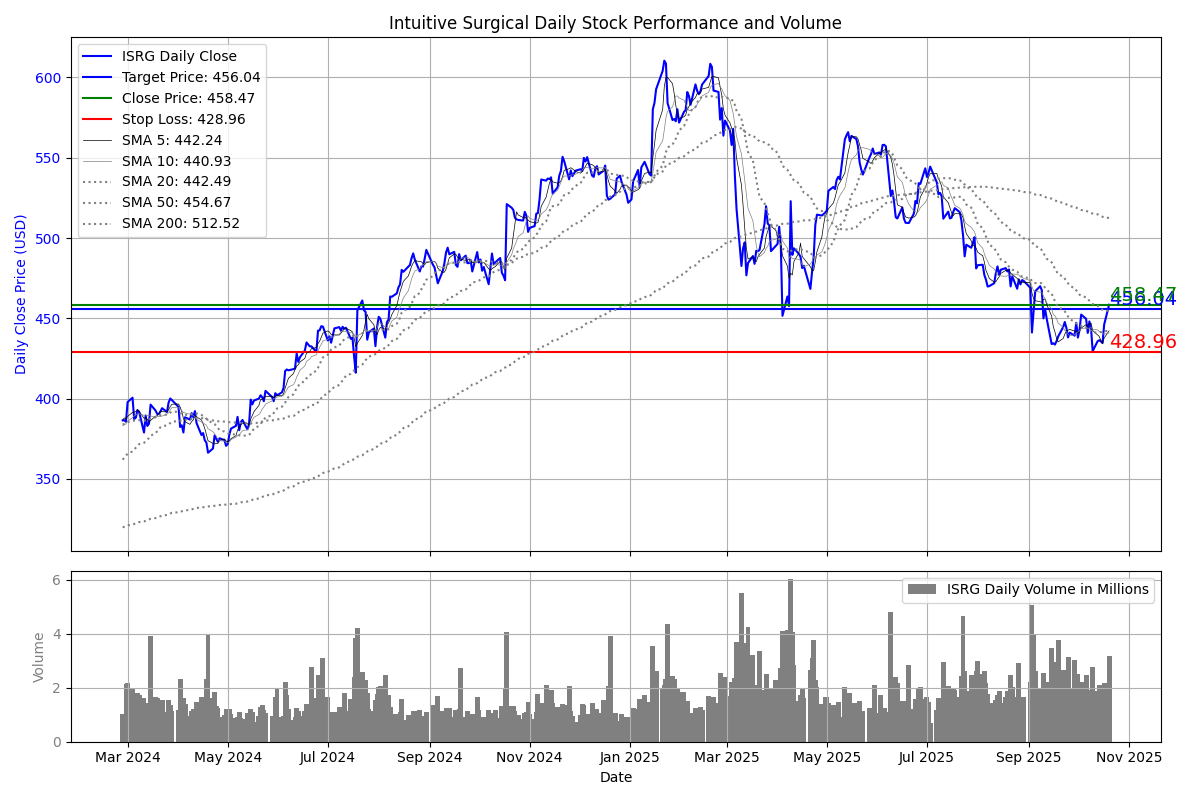 Intuitive Surgical Daily Stock Performance and Volume
ISRG Daily Close
Target Price: 456.04
Close Price: 458.47
Stop Loss: 428.96
SMA 5: 442.24
SMA 10: 440.93
SMA 20: 442.49
SMA 50: 454.67
SMA 200: 512.52
600
550
500
450
400
350
Daily Close Price (USD)
458.47
456.04
428.96
ISRG Daily Volume in Millions
6
4
2
0
Volume
Mar 2024
May 2024
Jul 2024
Sep 2024
Nov 2024
Jan 2025
Mar 2025
May 2025
Jul 2025
Sep 2025
Nov 2025
Date